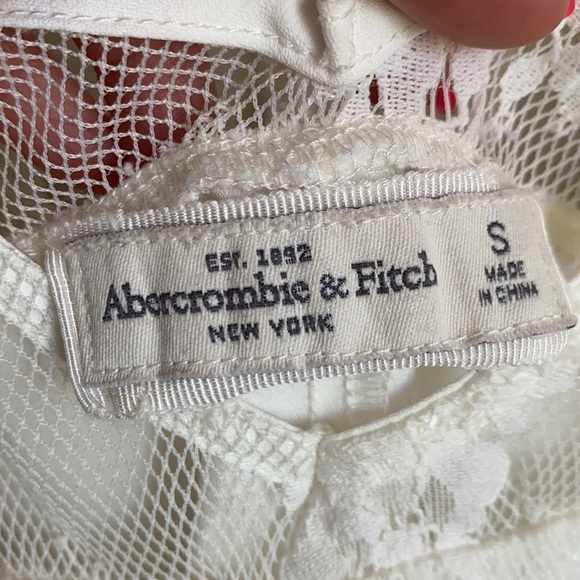 EST. 1892
Abercrombie & Fitch
NEW YORK
S
MADE
IN CHINA